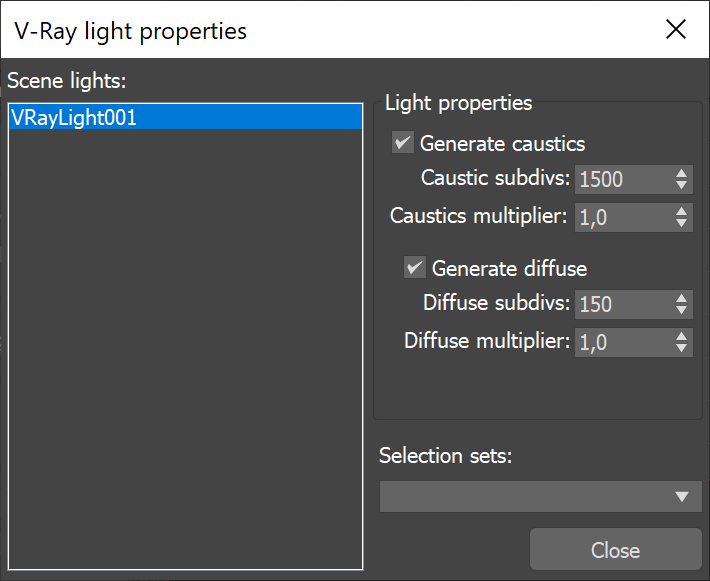 V-Ray light properties
Scene lights:
VRayLight001
Light properties
Generate caustics
Caustic subdivs: 1500
Caustics multiplier: 1,0
Generate diffuse
Diffuse subdivs: 150
Diffuse multiplier: 1,0
Selection sets:
Close